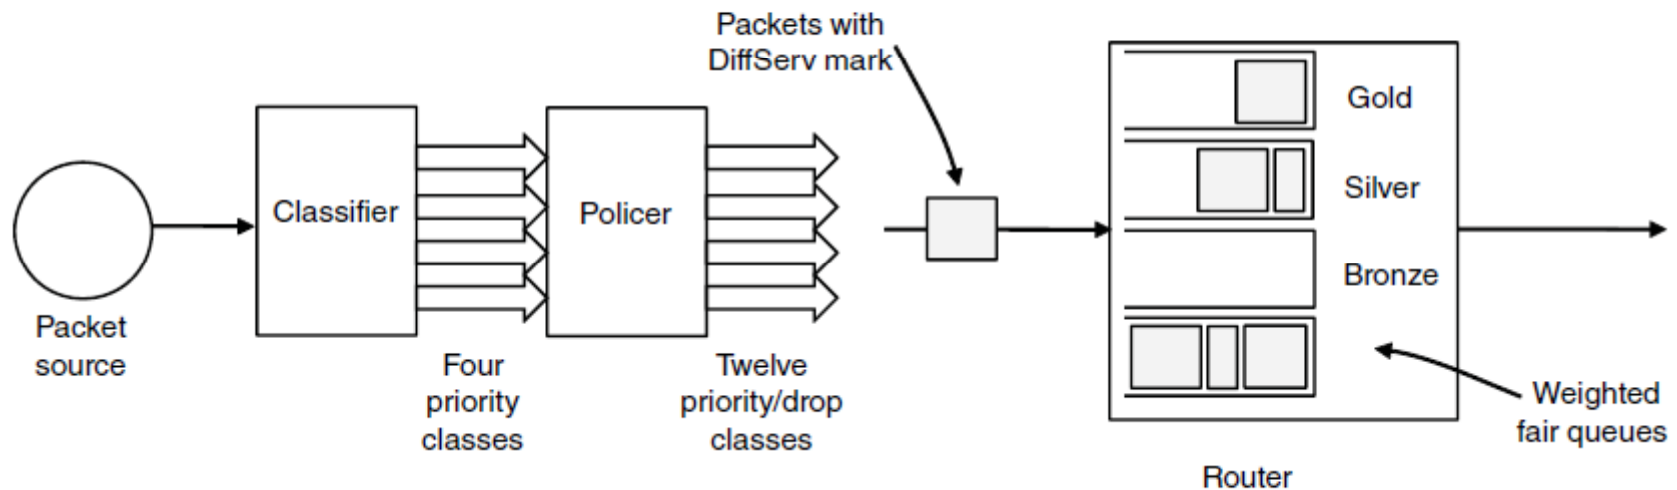 Packets with
DiffServ mark
Gold
Silver
Bronze
Classifier
Policer
Packet
source
Four
priority
classes
Twelve
priority/drop
classes
Weighted
fair queues
Router